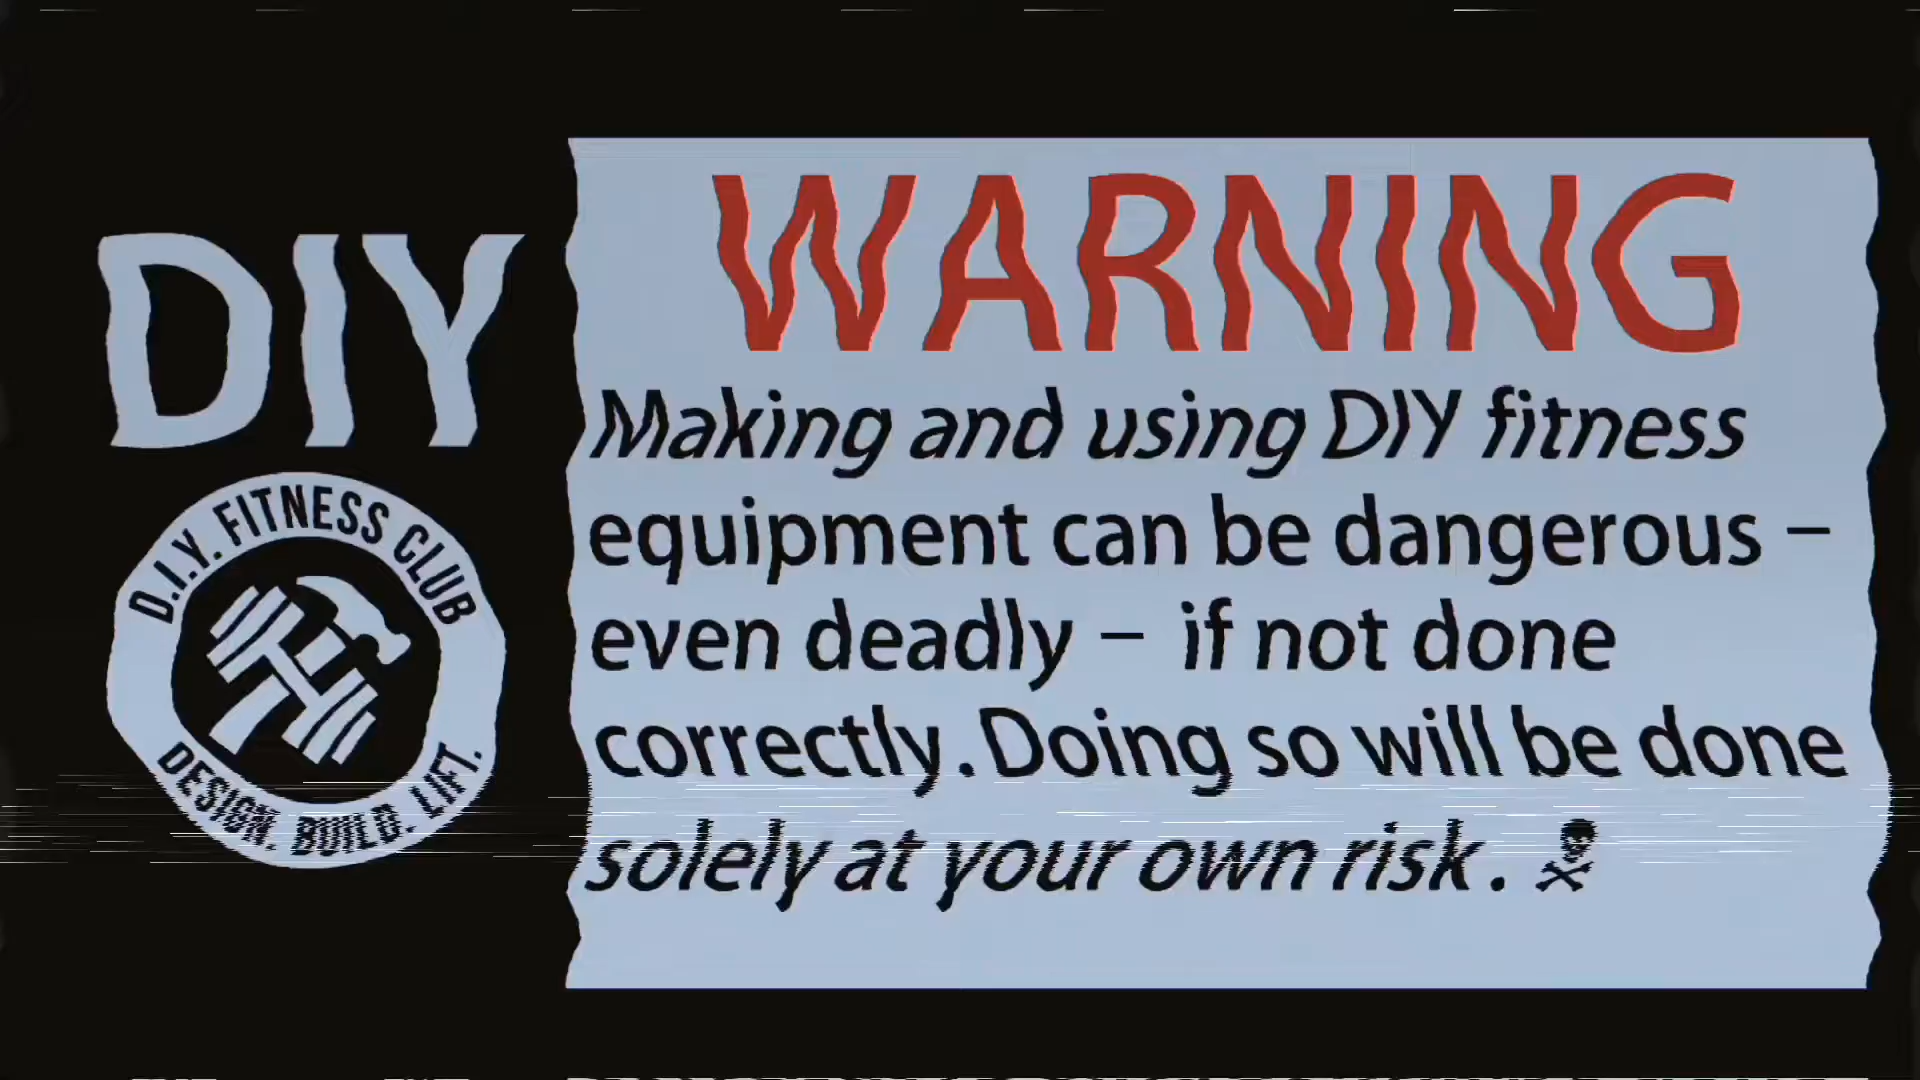 DIY
D.I.Y. FITNESS CLUB
DESIGN. BUILD. LIFT.
WARNING
Making and using DIY fitness
equipment can be dangerous –
even deadly – if not done
correctly. Doing so will be done
solely at your own risk. ☠